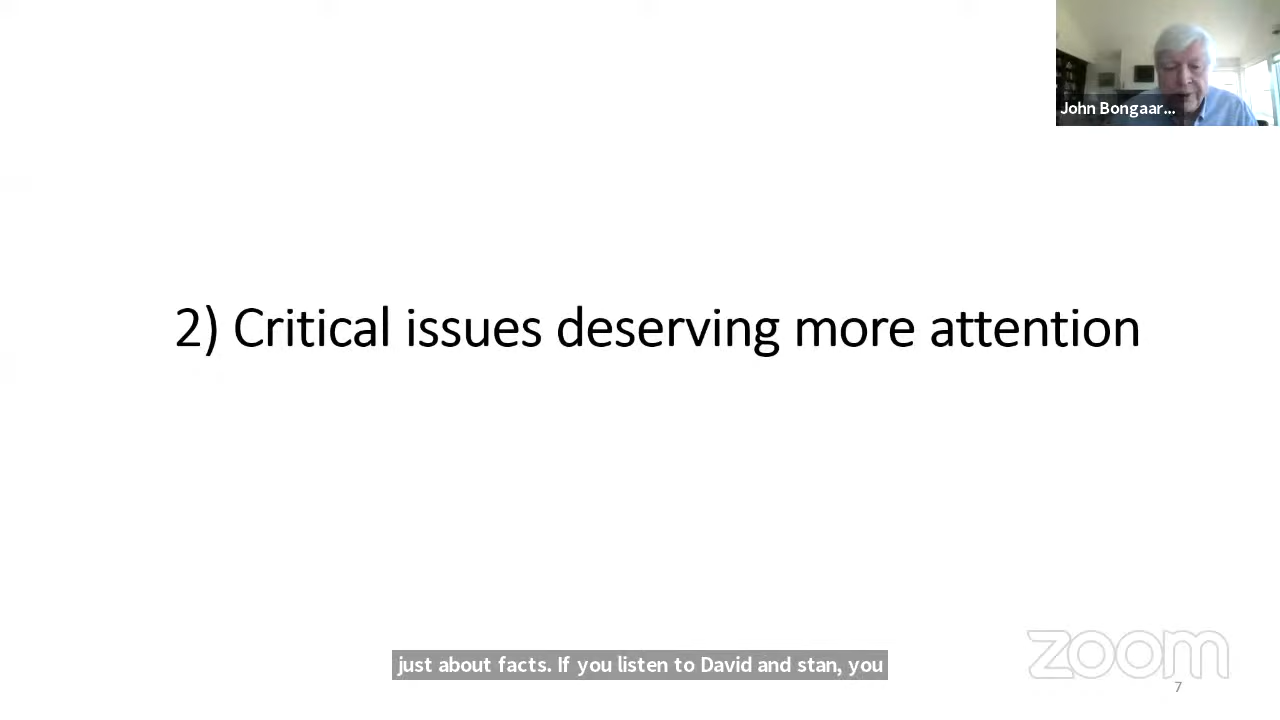 John Bongaar...
2) Critical issues deserving more attention
just about facts. If you listen to David and stan, you
zoom
7